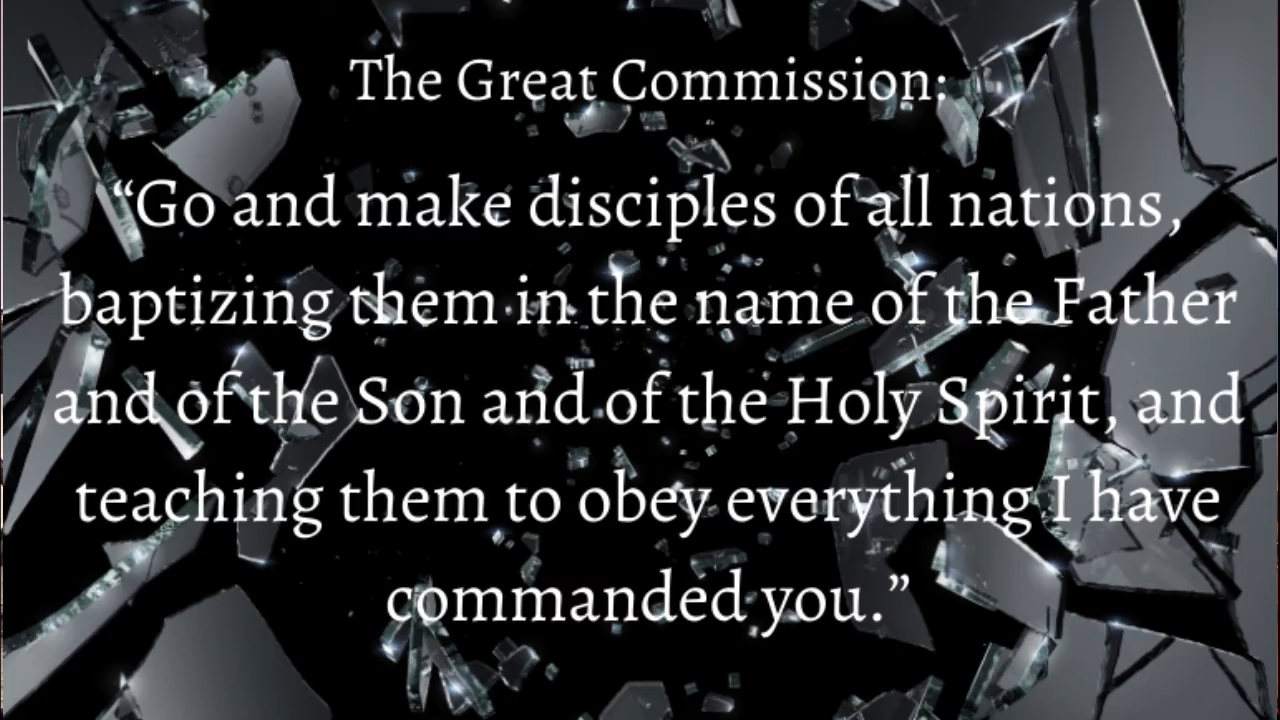 The Great Commission:
“Go and make disciples of all nations,
baptizing them in the name of the Father
and of the Son and of the Holy Spirit, and
teaching them to obey everything I have
commanded you.”